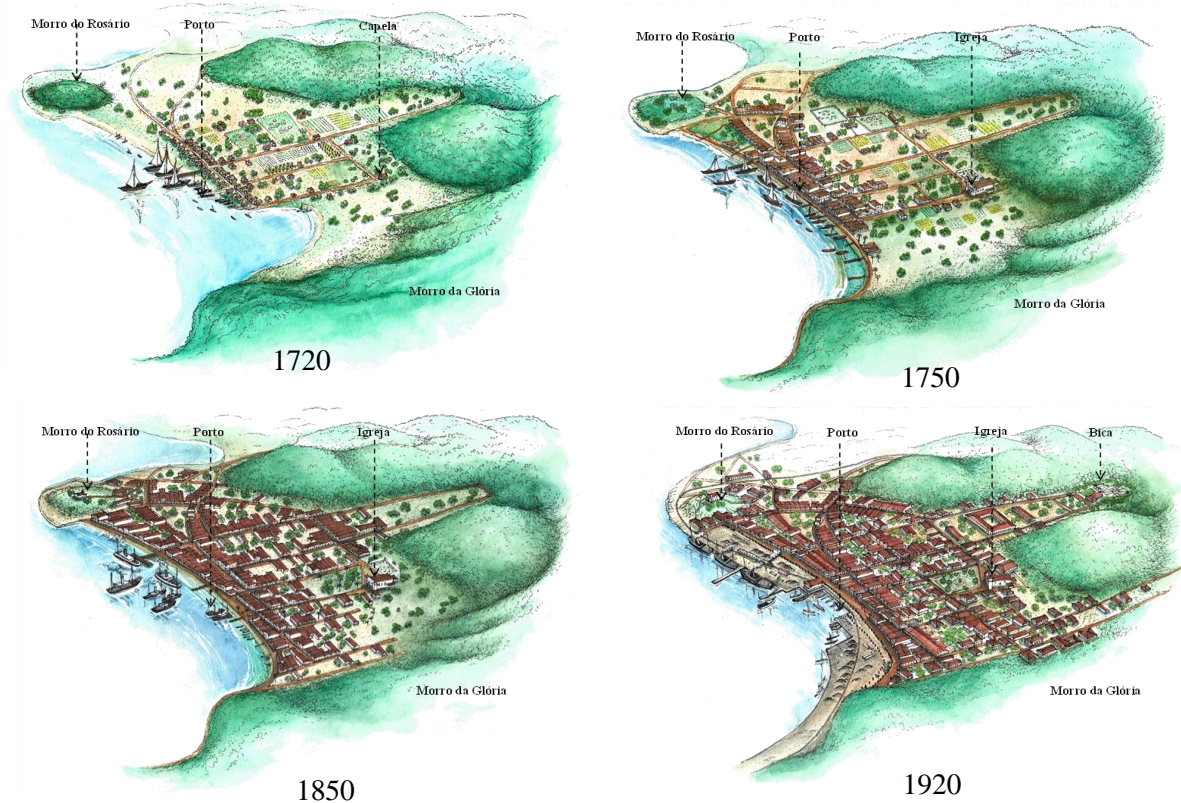 Morro do Rosário
Porto
Capela
Morro da Glória
1720
Morro do Rosário
Porto
Igreja
Morro da Glória
1750
Morro do Rosário
Porto
Igreja
Morro da Glória
1850
Morro do Rosário
Porto
Igreja
Bica
Morro da Glória
1920